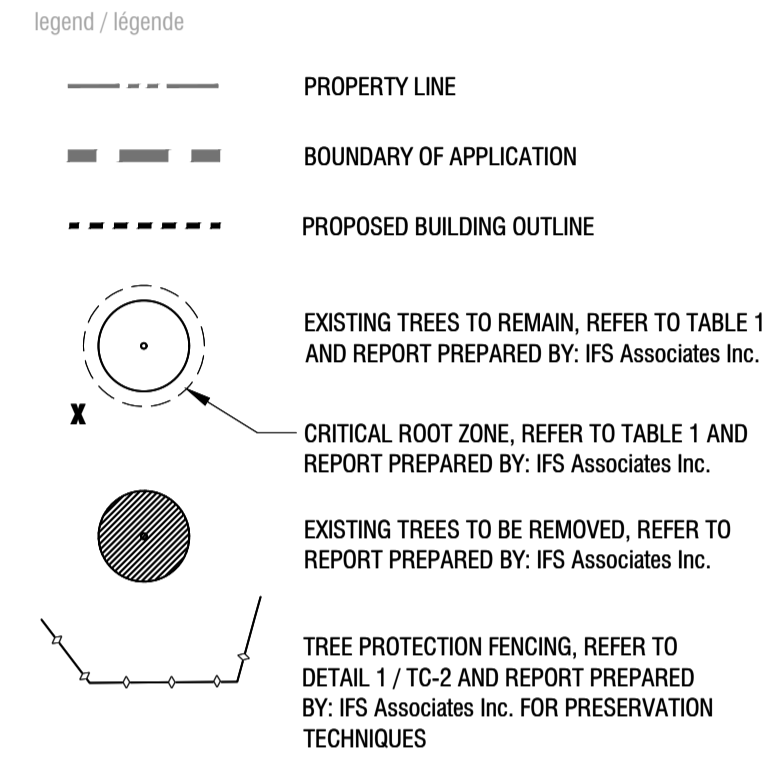 legend / légende
PROPERTY LINE
BOUNDARY OF APPLICATION
PROPOSED BUILDING OUTLINE
EXISTING TREES TO REMAIN, REFER TO TABLE 1
AND REPORT PREPARED BY: IFS Associates Inc.
X
CRITICAL ROOT ZONE, REFER TO TABLE 1 AND
REPORT PREPARED BY: IFS Associates Inc.
EXISTING TREES TO BE REMOVED, REFER TO
REPORT PREPARED BY: IFS Associates Inc.
TREE PROTECTION FENCING, REFER TO
DETAIL 1 / TC-2 AND REPORT PREPARED
BY: IFS Associates Inc. FOR PRESERVATION
TECHNIQUES